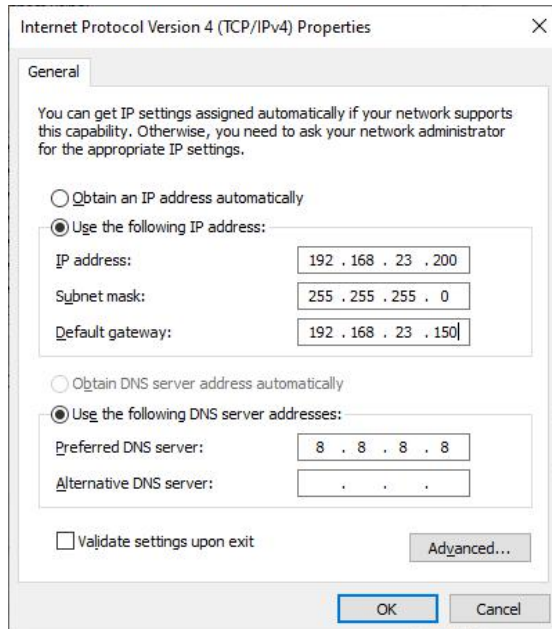 Internet Protocol Version 4 (TCP/IPv4) Properties
General
You can get IP settings assigned automatically if your network supports
this capability. Otherwise, you need to ask your network administrator
for the appropriate IP settings.
Obtain an IP address automatically
Use the following IP address:
IP address: 192 . 168 . 23 . 200
Subnet mask: 255 . 255 . 255 . 0
Default gateway: 192 . 168 . 23 . 150
Obtain DNS server address automatically
Use the following DNS server addresses:
Preferred DNS server: 8 . 8 . 8 . 8
Alternative DNS server: . . .
Validate settings upon exit
Advanced...
OK Cancel